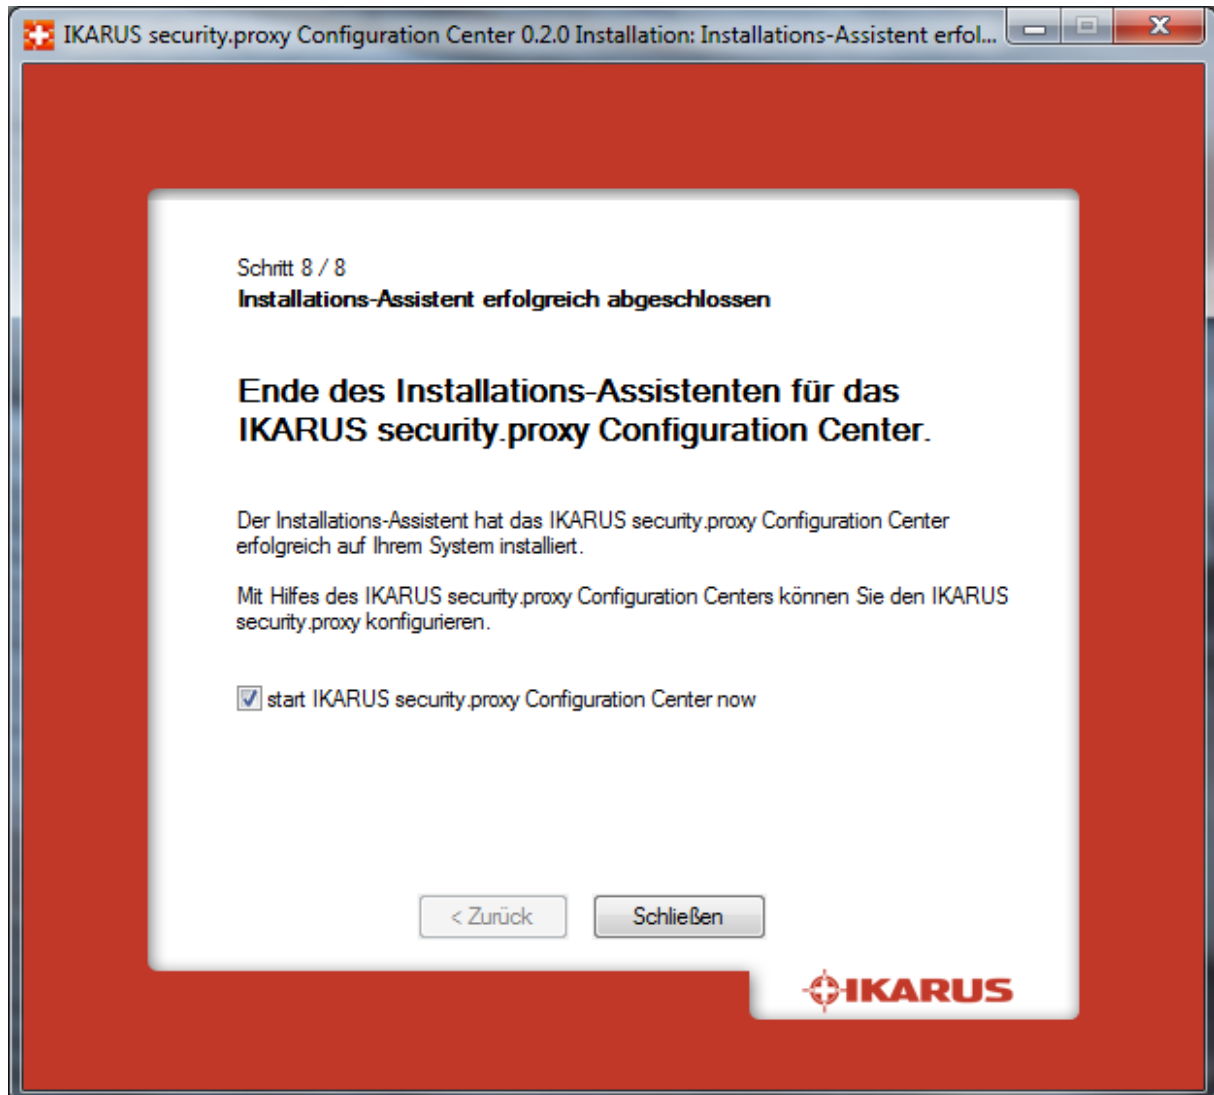 IKARUS security.proxy Configuration Center 0.2.0 Installation: Installations-Assistent erfol...
Schritt 8 / 8
Installations-Assistent erfolgreich abgeschlossen
Ende des Installations-Assistenten für das
IKARUS security.proxy Configuration Center.
Der Installations-Assistent hat das IKARUS security.proxy Configuration Center
erfolgreich auf Ihrem System installiert.
Mit Hilfes des IKARUS security.proxy Configuration Centers können Sie den IKARUS
security.proxy konfigurieren.
start IKARUS security.proxy Configuration Center now
< Zurück
Schließen
IKARUS